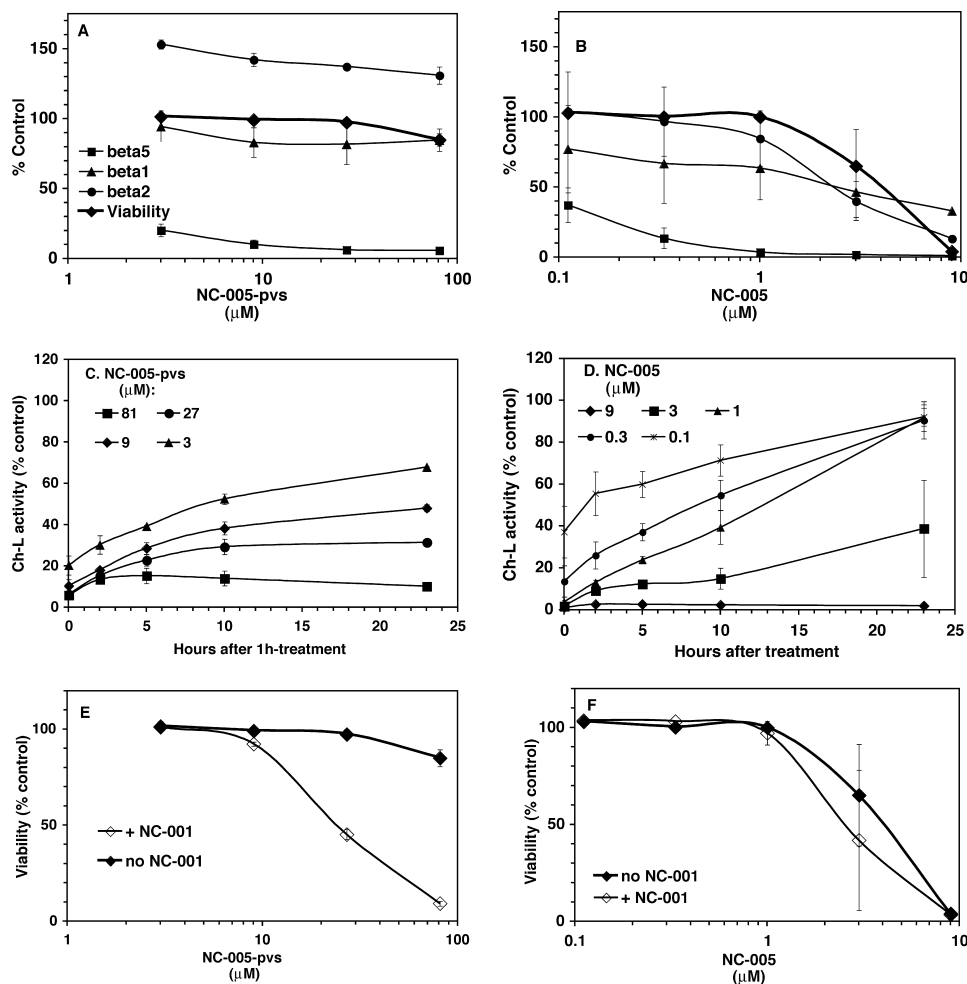 A
150
100
50
0
% Control
beta5
beta1
beta2
Viability
1 10 100
NC-005-pvs
(μM)
B
150
100
50
0
% Control
0.1 1 10
NC-005
(μM)
C. NC-005-pvs
(μM):
81 27
9 3
120
100
80
60
40
20
0
Ch-L activity (% control)
0 5 10 15 20 25
Hours after 1h-treatment
D. NC-005
(μM)
9 3 1
0.3 0.1
120
100
80
60
40
20
0
Ch-L activity (% control)
0 5 10 15 20 25
Hours after treatment
E
100
50
0
Viability (% control)
+ NC-001
no NC-001
1 10 100
NC-005-pvs
(μM)
F
100
50
0
Viability (% control)
no NC-001
+ NC-001
0.1 1 10
NC-005
(μM)